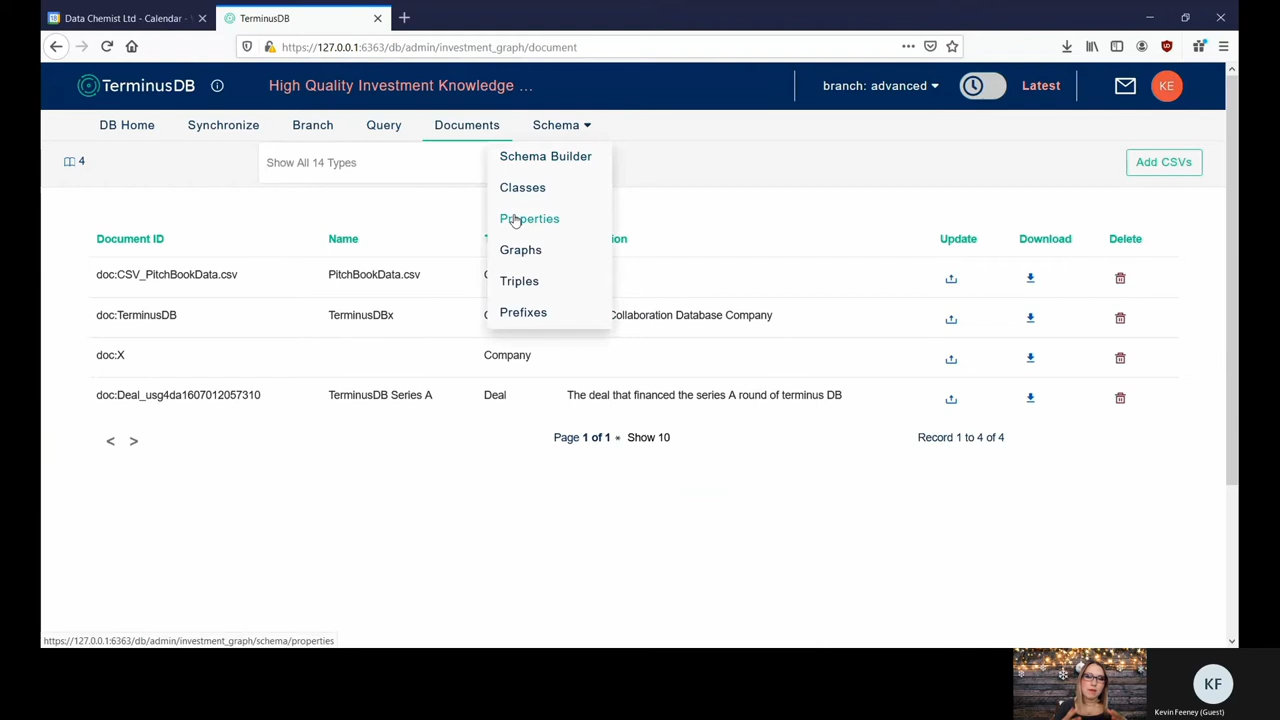 Data Chemist Ltd - Calendar -
TerminusDB
https://127.0.0.1:6363/db/admin/investment_graph/document
TerminusDB
High Quality Investment Knowledge ...
branch: advanced
Latest
KE
DB Home
Synchronize
Branch
Query
Documents
Schema
4
Show All 14 Types
Schema Builder
Classes
Properties
Graphs
Triples
Prefixes
Add CSVs
Document ID
Name
Update
Download
Delete
doc:CSV_PitchBookData.csv
PitchBookData.csv
doc:TerminusDB
TerminusDBx
Collaboration Database Company
doc:X
Company
doc:Deal_usg4da1607012057310
TerminusDB Series A
Deal
The deal that financed the series A round of terminus DB
< >
Page 1 of 1
Show 10
Record 1 to 4 of 4
https://127.0.0.1:6363/db/admin/investment_graph/schema/properties
KF
Kevin Feeney (Guest)